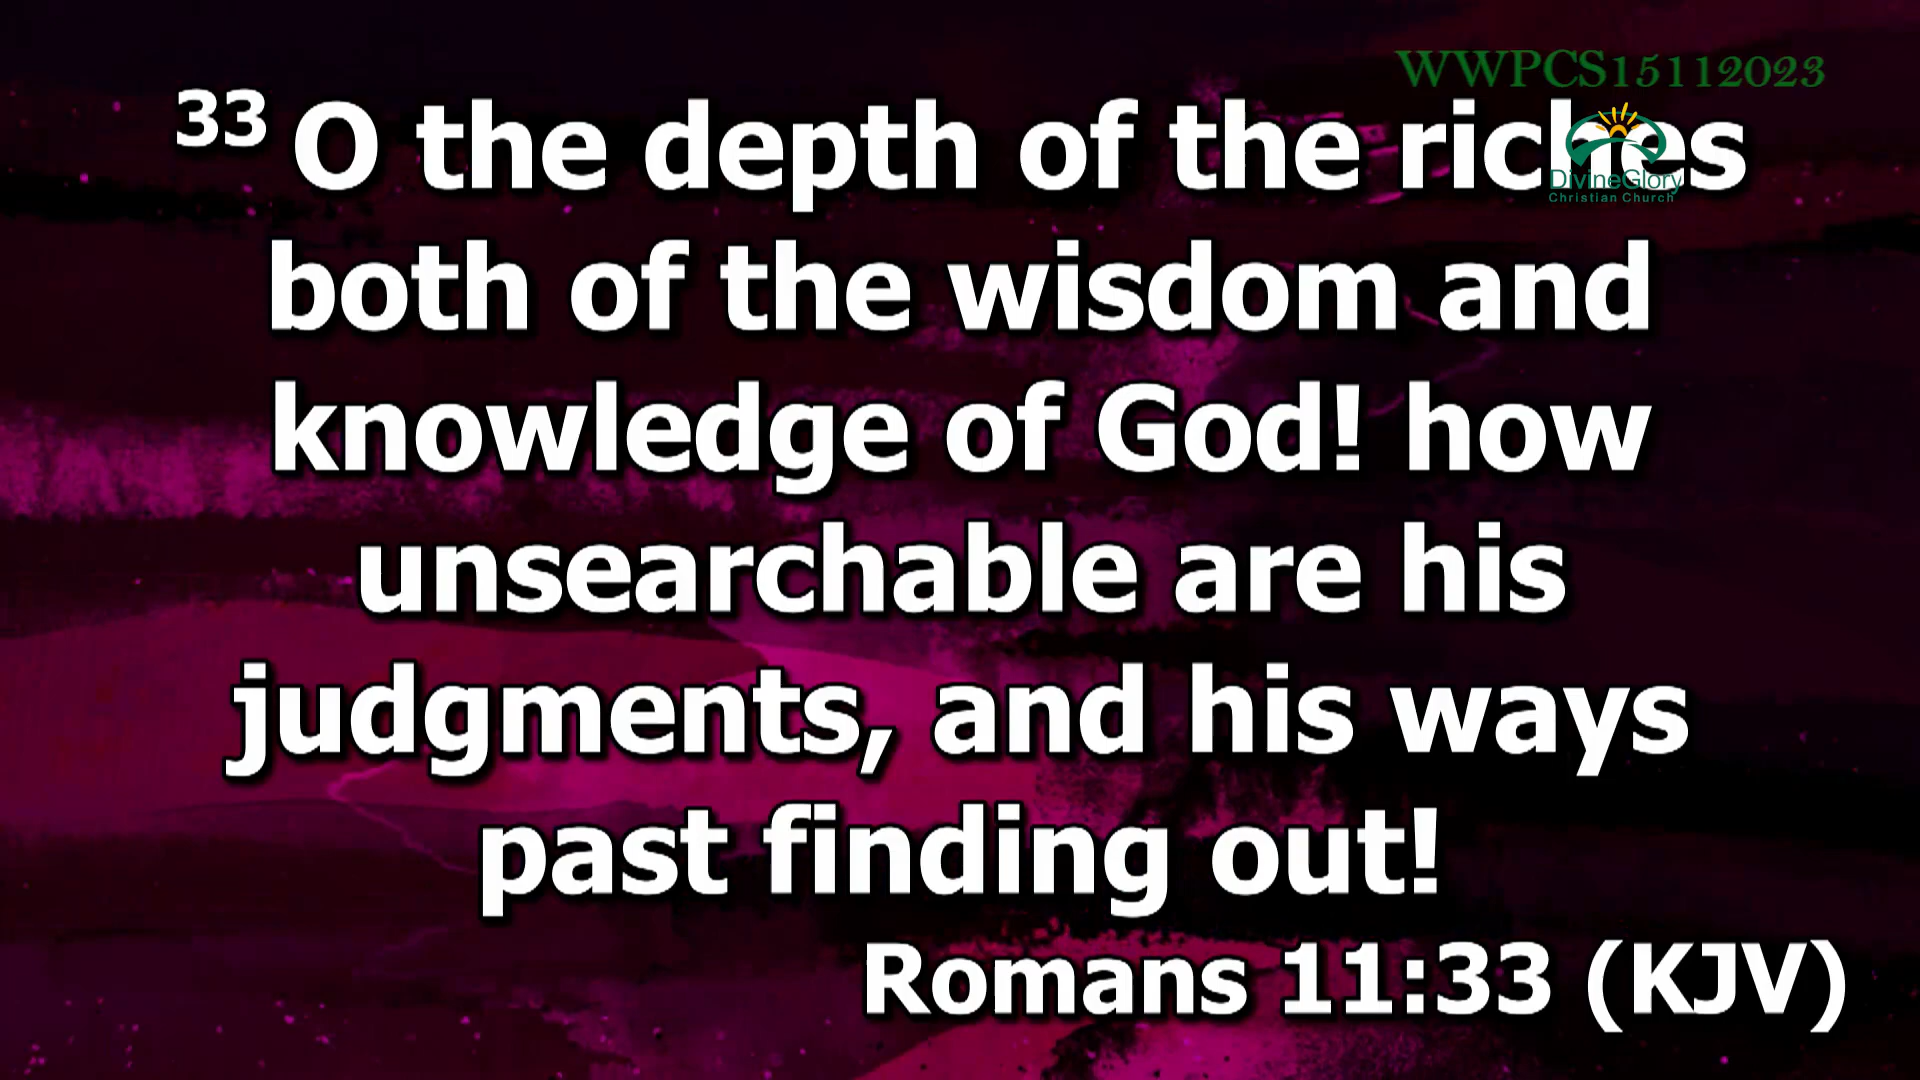 WWPCS15112023
33 O the depth of the riches
DivineGlory
Christian Church
both of the wisdom and
knowledge of God! how
unsearchable are his
judgments, and his ways
past finding out!
Romans 11:33 (KJV)